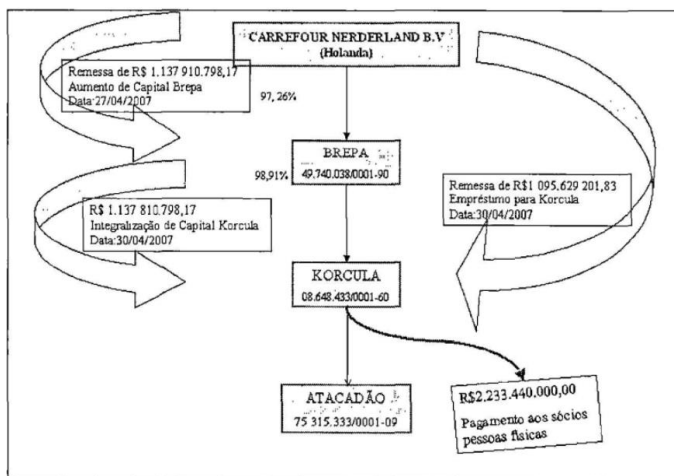 CARREFOUR NERDERLAND B.V
(Holanda)
Remessa de R$ 1.137 910.798,17
Aumento de Capital Brepa
Data:27/04/2007
97,26%
BREPA
49.740.038/0001-90
98,91%
Remessa de R$1 095.629 201,83
Empréstimo para Korcula
Data:30/04/2007
R$ 1.137 810.798,17
Integralização de Capital Korcula
Data:30/04/2007
KORCULA
08.648.433/0001-60
ATACADÃO
75 315.333/0001-09
R$2.233.440.000,00
Pagamento aos sócios
pessoas físicas